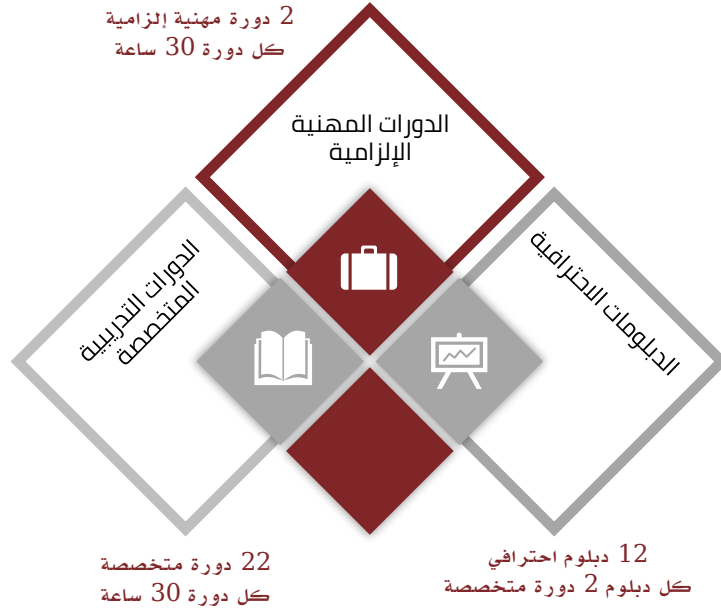 2 دورة مهنية إلزامية
كل دورة 30 ساعة
الدورات المهنية
الإلزامية
الدبلومات الاحترافية
الدورات التدريبية
المتخصصة
12 دبلوم احترافي
كل دبلوم 2 دورة متخصصة
22 دورة متخصصة
كل دورة 30 ساعة